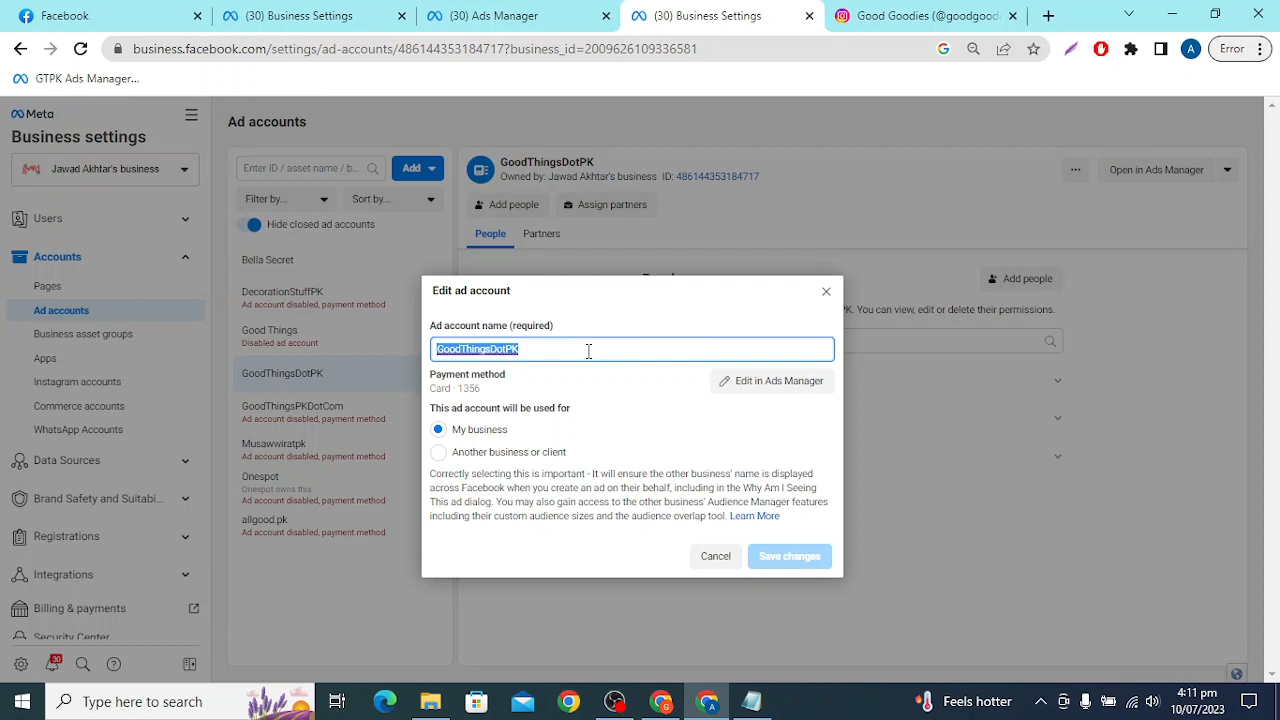 Facebook
(30) Business Settings
(30) Ads Manager
(30) Business Settings
Good Goodies (@goodgood
business.facebook.com/settings/ad-accounts/486144353184717?business_id=2009626109336581
A
Error
GTPK Ads Manager...
Meta
Business settings
Jawad Akhtar's business
Users
Accounts
Pages
Ad accounts
Business asset groups
Apps
Instagram accounts
Commerce accounts
WhatsApp Accounts
Data Sources
Brand Safety and Suitabi...
Registrations
Integrations
Billing & payments
Security Center
30
Ad accounts
Enter ID / asset name / b...
Add
Filter by...
Sort by...
Hide closed ad accounts
Bella Secret
DecorationStuffPK
Ad account disabled, payment method
Good Things
Disabled ad account
GoodThingsDotPK
GoodThingsPKDotCom
Ad account disabled, payment method
Musawwiratpk
Ad account disabled, payment method
Onespot
Onespot owns this
Ad account disabled, payment method
allgood.pk
Ad account disabled, payment method
GoodThingsDotPK
Owned by: Jawad Akhtar's business ID: 486144353184717
Open in Ads Manager
Add people
Assign partners
People
Partners
Add people
PK. You can view, edit or delete their permissions.
Edit ad account
Ad account name (required)
GoodThingsDotPK
Payment method
Card · 1356
Edit in Ads Manager
This ad account will be used for
My business
Another business or client
Correctly selecting this is important - It will ensure the other business' name is displayed
across Facebook when you create an ad on their behalf, including in the Why Am I Seeing
This ad dialog. You may also gain access to the other business' Audience Manager features
including their custom audience sizes and the audience overlap tool. Learn More
Cancel
Save changes
Type here to search
Feels hotter
4:11 pm
10/07/2023